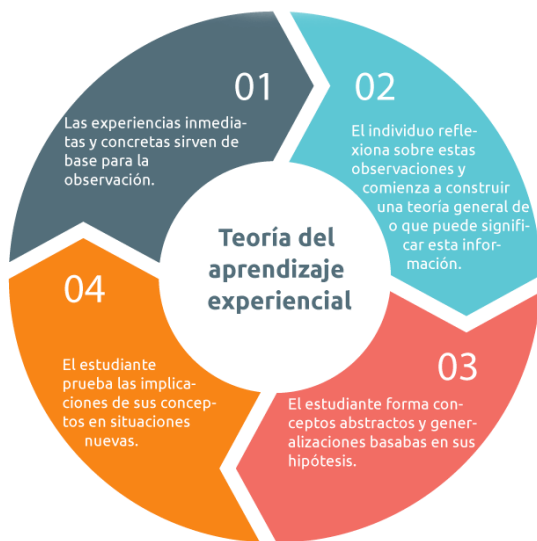 01
Las experiencias inmedia-
tas y concretas sirven de
base para la
observación.
02
El individuo refle-
xiona sobre estas
observaciones y
comienza a construir
una teoría general de
o que puede signifi-
car esta infor-
mación.
Teoría del
aprendizaje
experiencial
03
El estudiante forma con-
ceptos abstractos y gener-
alizaciones basabas en sus
hipótesis.
04
El estudiante
prueba las implica-
ciones de sus concep-
tos en situaciones
nuevas.